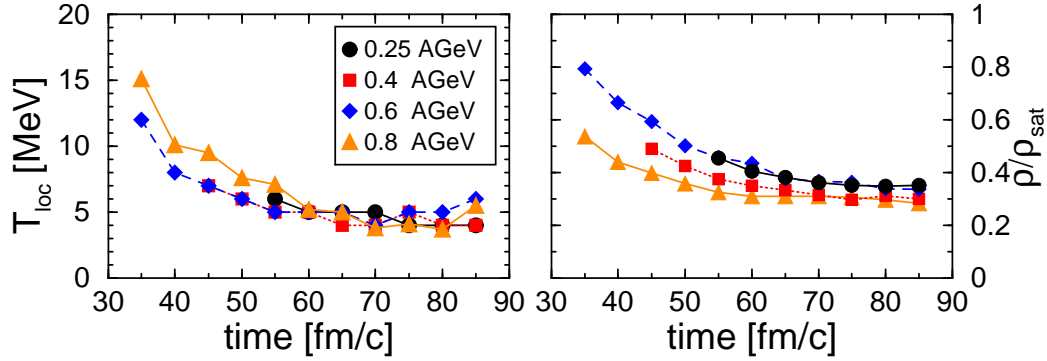 20
15
10
5
0
T_loc [MeV]
0.25 AGeV
0.4 AGeV
0.6 AGeV
0.8 AGeV
30 40 50 60 70 80 90
time [fm/c]
30 40 50 60 70 80 90
time [fm/c]
1
0.8
0.6
0.4
0.2
0
ρ/ρ_sat